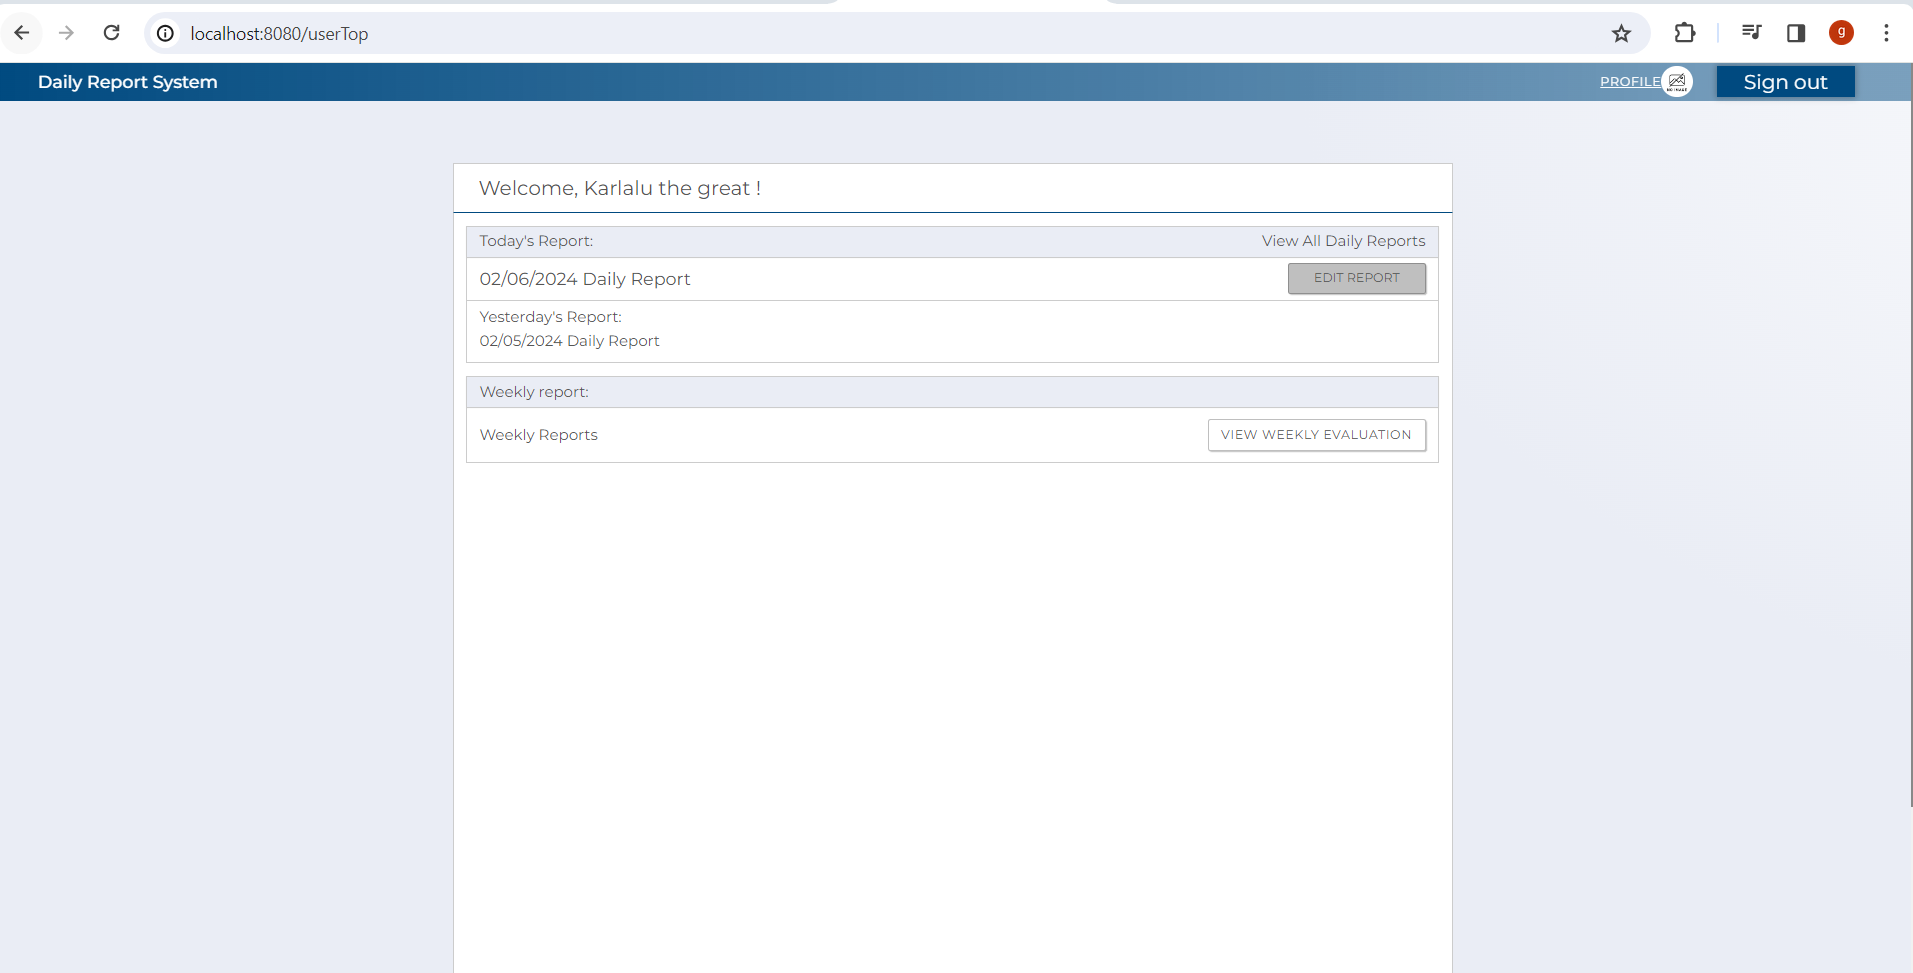 localhost:8080/userTop
g
Daily Report System
PROFILE
NO IMAGE
Sign out
Welcome, Karlalu the great !
Today's Report:
View All Daily Reports
02/06/2024 Daily Report
EDIT REPORT
Yesterday's Report:
02/05/2024 Daily Report
Weekly report:
Weekly Reports
VIEW WEEKLY EVALUATION